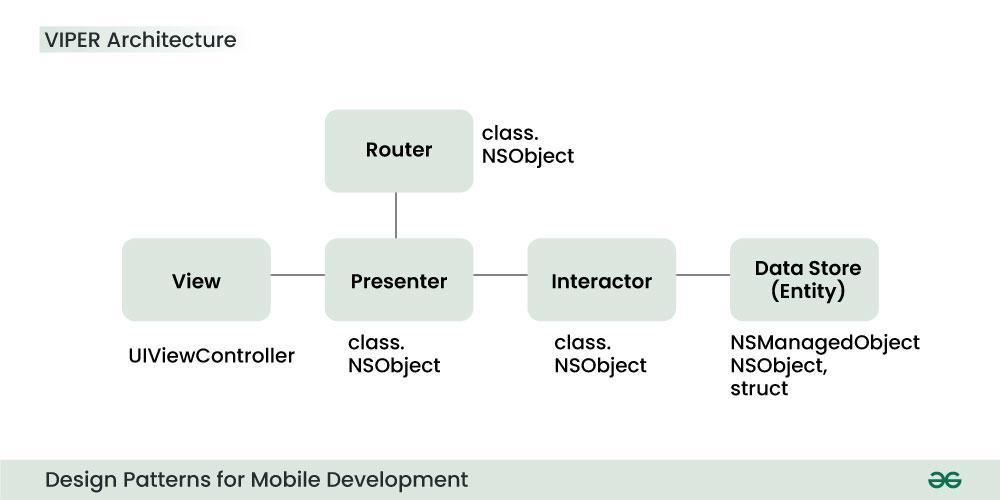 VIPER Architecture
Router
class.
NSObject
View
Presenter
Interactor
Data Store
(Entity)
UIViewController
class.
NSObject
class.
NSObject
NSManagedObject
NSObject,
struct
Design Patterns for Mobile Development